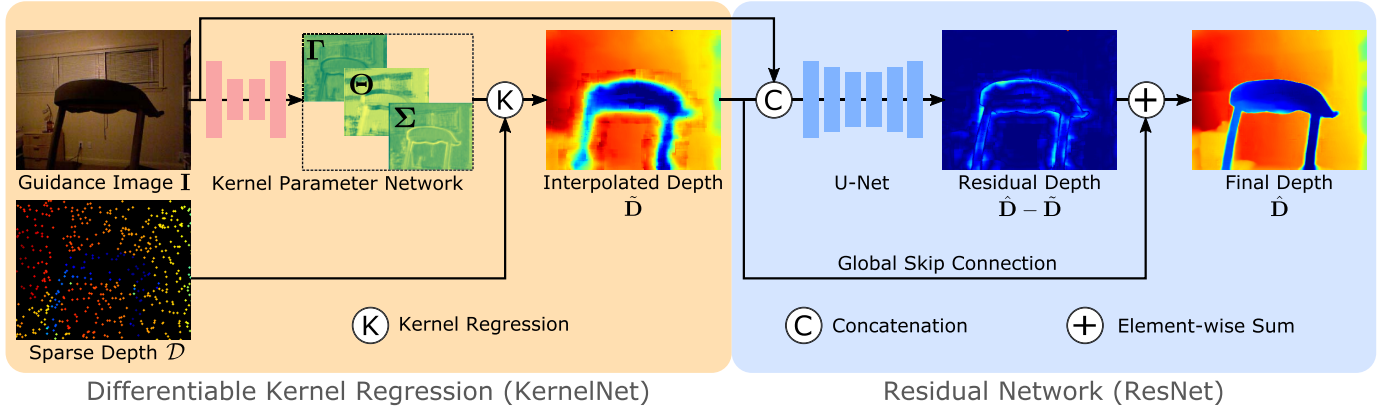 Γ
Θ
Σ
K
C
+
Guidance Image I
Kernel Parameter Network
Interpolated Depth
D̃
U-Net
Residual Depth
D̂ − D̃
Final Depth
D̂
Global Skip Connection
K Kernel Regression
C Concatenation
+ Element-wise Sum
Sparse Depth 𝒟
Differentiable Kernel Regression (KernelNet)
Residual Network (ResNet)